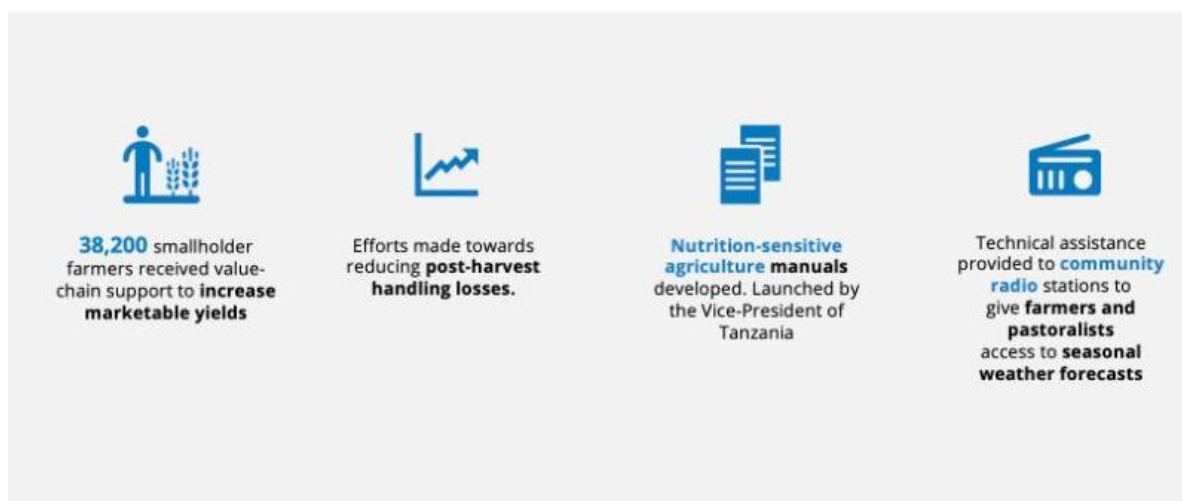 38,200 smallholder
farmers received value-
chain support to increase
marketable yields
Efforts made towards
reducing post-harvest
handling losses.
Nutrition-sensitive
agriculture manuals
developed. Launched by
the Vice-President of
Tanzania
Technical assistance
provided to community
radio stations to
give farmers and
pastoralists
access to seasonal
weather forecasts